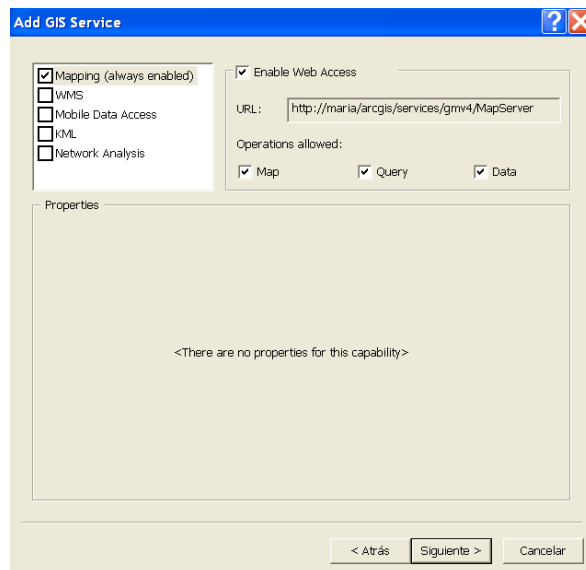 Add GIS Service
Mapping (always enabled)
WMS
Mobile Data Access
KML
Network Analysis
Enable Web Access
URL: http://maria/arcgis/services/gmv4/MapServer
Operations allowed:
Map Query Data
Properties
<There are no properties for this capability>
< Atrás Siguiente > Cancelar